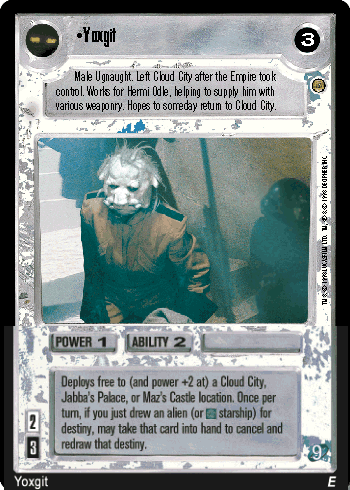 •Yoxgit
3
Male Ugnaught. Left Cloud City after the Empire took
control. Works for Hermi Odle, helping to supply him with
various weaponry. Hopes to someday return to Cloud City.
POWER 1 ABILITY 2
Deploys free to (and power +2 at) a Cloud City,
Jabba's Palace, or Maz's Castle location. Once per
turn, if you just drew an alien (or starship) for
destiny, may take that card into hand to cancel and
redraw that destiny.
2
3
9
Yoxgit E